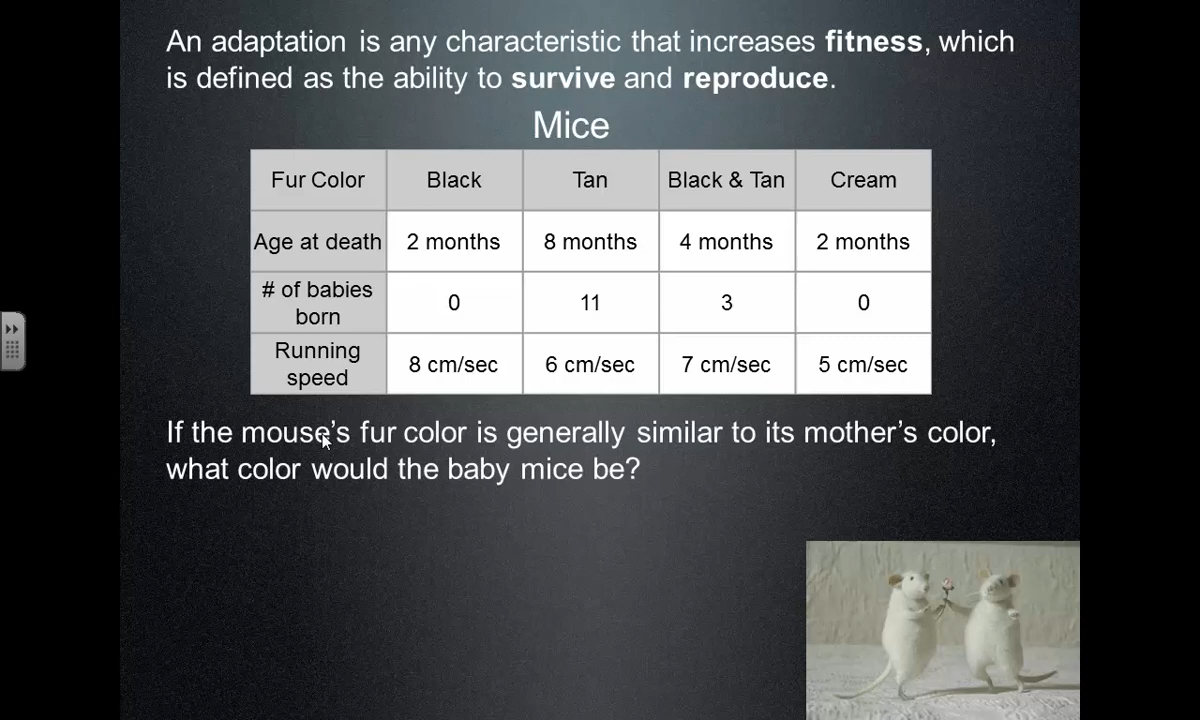 An adaptation is any characteristic that increases fitness, which
is defined as the ability to survive and reproduce.
Mice
Fur Color Black Tan Black & Tan Cream
Age at death 2 months 8 months 4 months 2 months
# of babies born 0 11 3 0
Running speed 8 cm/sec 6 cm/sec 7 cm/sec 5 cm/sec
If the mouse's fur color is generally similar to its mother's color,
what color would the baby mice be?